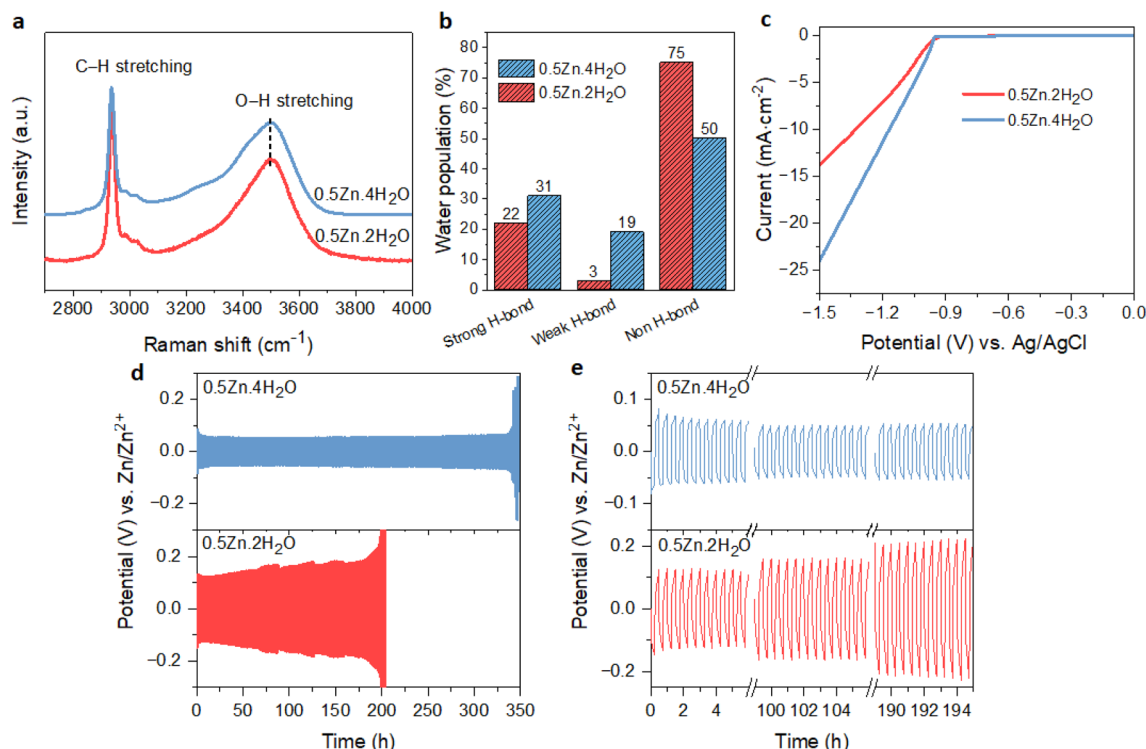 a
C–H stretching
O–H stretching
0.5Zn.4H₂O
0.5Zn.2H₂O
Intensity (a.u.)
2800 3200 3600 4000
Raman shift (cm⁻¹)
b
80
70
60
50
40
30
20
10
0
Water population (%)
0.5Zn.4H₂O
0.5Zn.2H₂O
22
31
3
19
75
50
Strong H-bond
Weak H-bond
Non H-bond
c
0
−5
−10
−15
−20
−25
Current (mA·cm⁻²)
0.5Zn.2H₂O
0.5Zn.4H₂O
−1.5 −1.2 −0.9 −0.6 −0.3 0.0
Potential (V) vs. Ag/AgCl
d
0.5Zn.4H₂O
0.2
0.0
−0.2
0.5Zn.2H₂O
0.2
0.0
−0.2
Potential (V) vs. Zn/Zn²⁺
0 50 100 150 200 250 300 350
Time (h)
e
0.5Zn.4H₂O
0.1
0.0
−0.1
0.5Zn.2H₂O
0.2
0.0
−0.2
Potential (V) vs. Zn/Zn²⁺
0 2 4 100 102 104 190 192 194
Time (h)